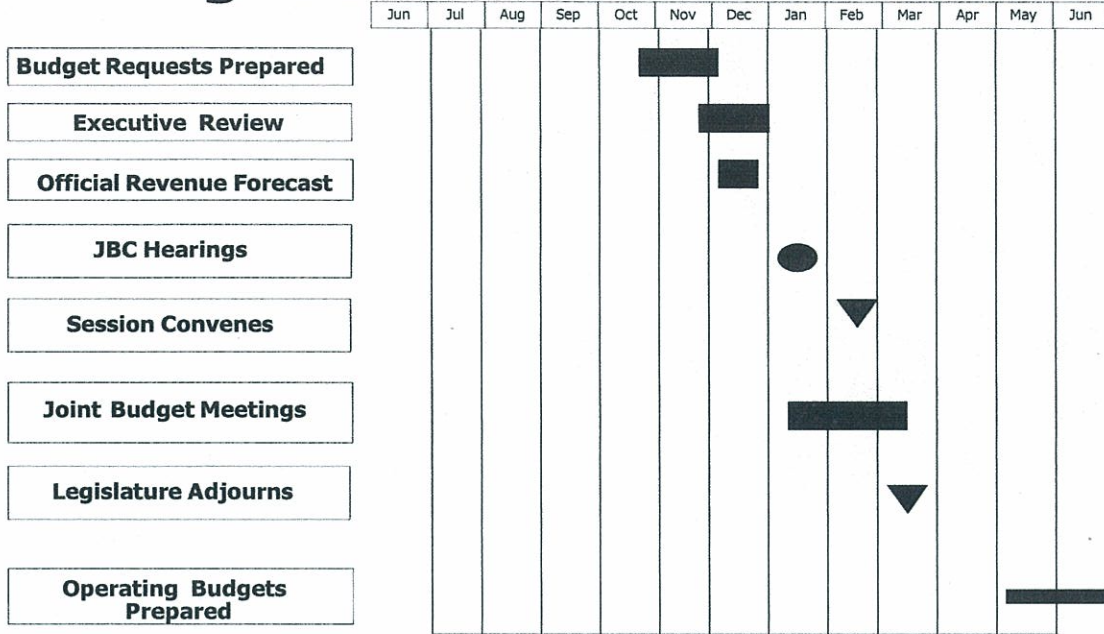 Jun Jul Aug Sep Oct Nov Dec Jan Feb Mar Apr May Jun
Budget Requests Prepared
Executive Review
Official Revenue Forecast
JBC Hearings
Session Convenes
Joint Budget Meetings
Legislature Adjourns
Operating Budgets
Prepared